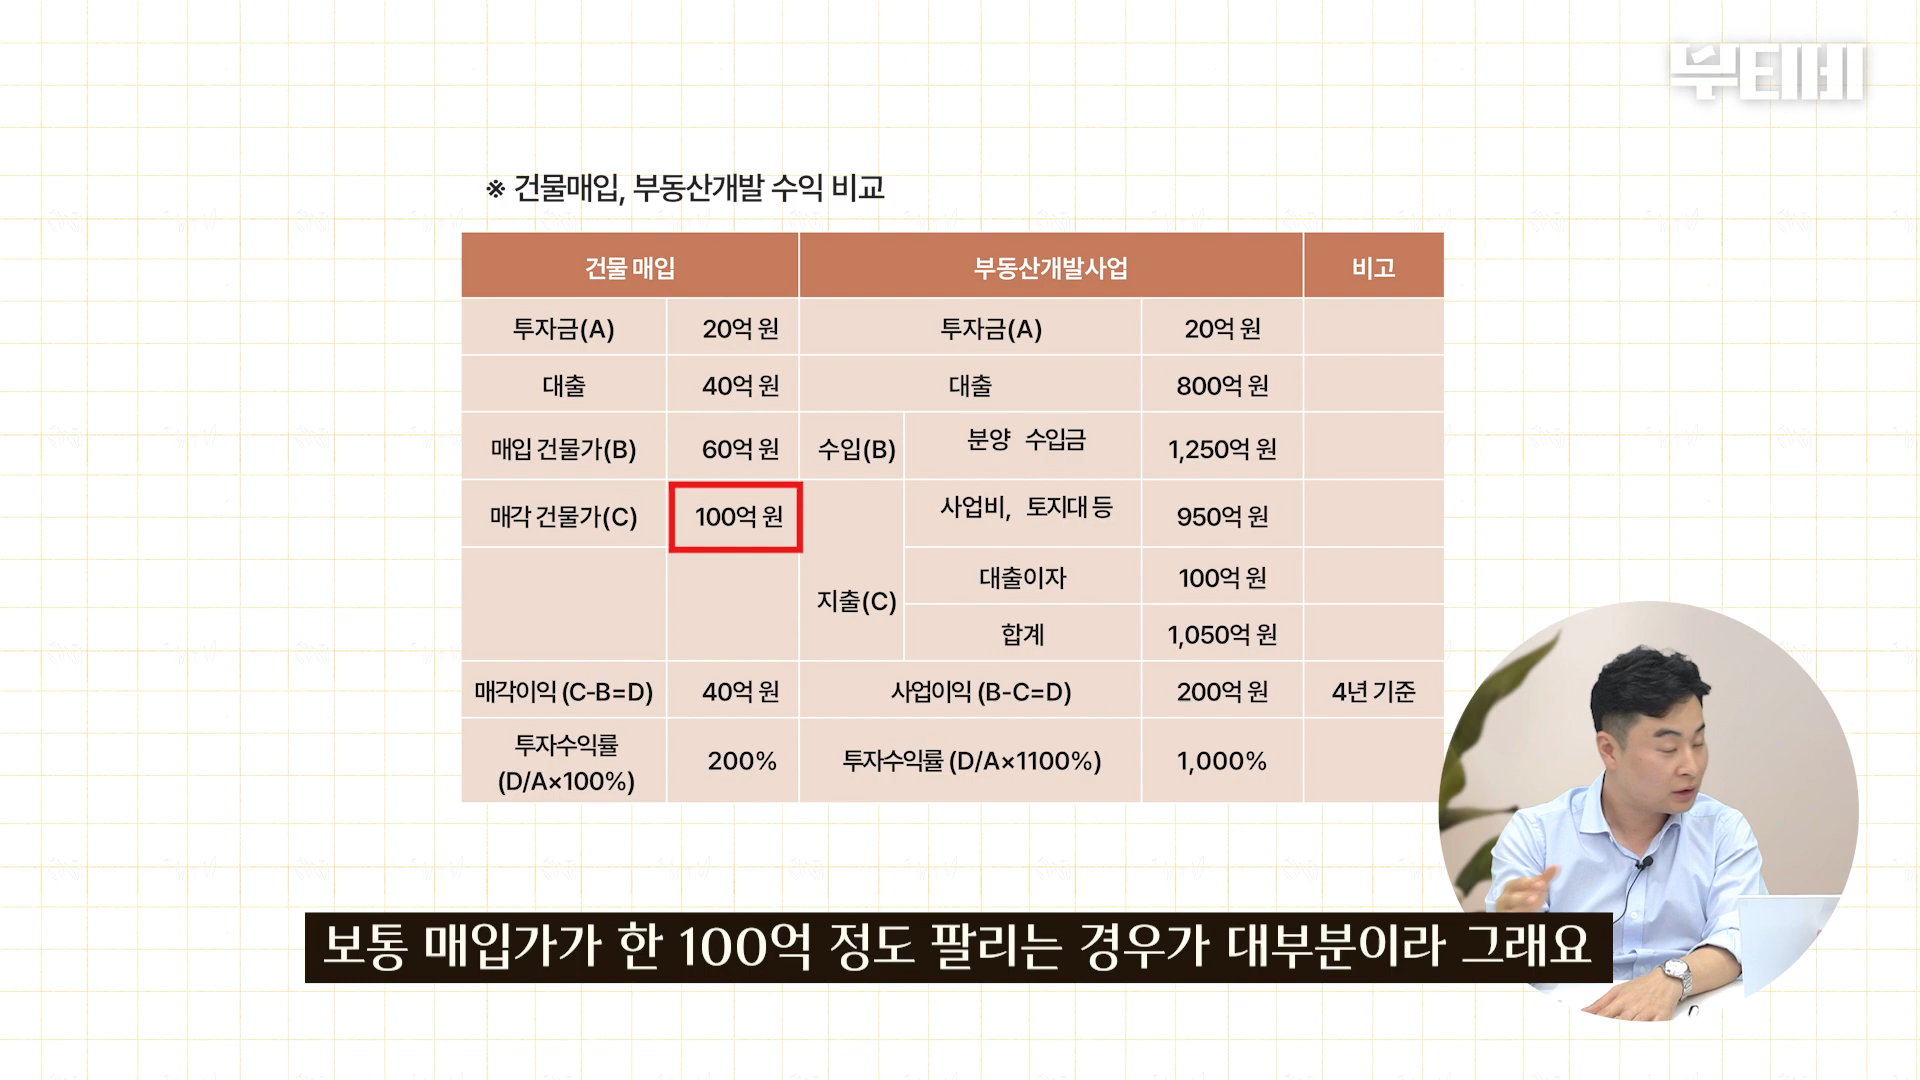 부티비
※ 건물매입, 부동산개발 수익 비교
건물 매입 부동산개발사업 비고
투자금(A) 20억 원 투자금(A) 20억 원
대출 40억 원 대출 800억 원
매입 건물가(B) 60억 원 수입(B) 분양 수입금 1,250억 원
매각 건물가(C) 100억 원 지출(C) 사업비, 토지대 등 950억 원
대출이자 100억 원
합계 1,050억 원
매각이익 (C-B=D) 40억 원 사업이익 (B-C=D) 200억 원 4년 기준
투자수익률
(D/A×100%) 200% 투자수익률 (D/A×1100%) 1,000%
보통 매입가가 한 100억 정도 팔리는 경우가 대부분이라 그래요